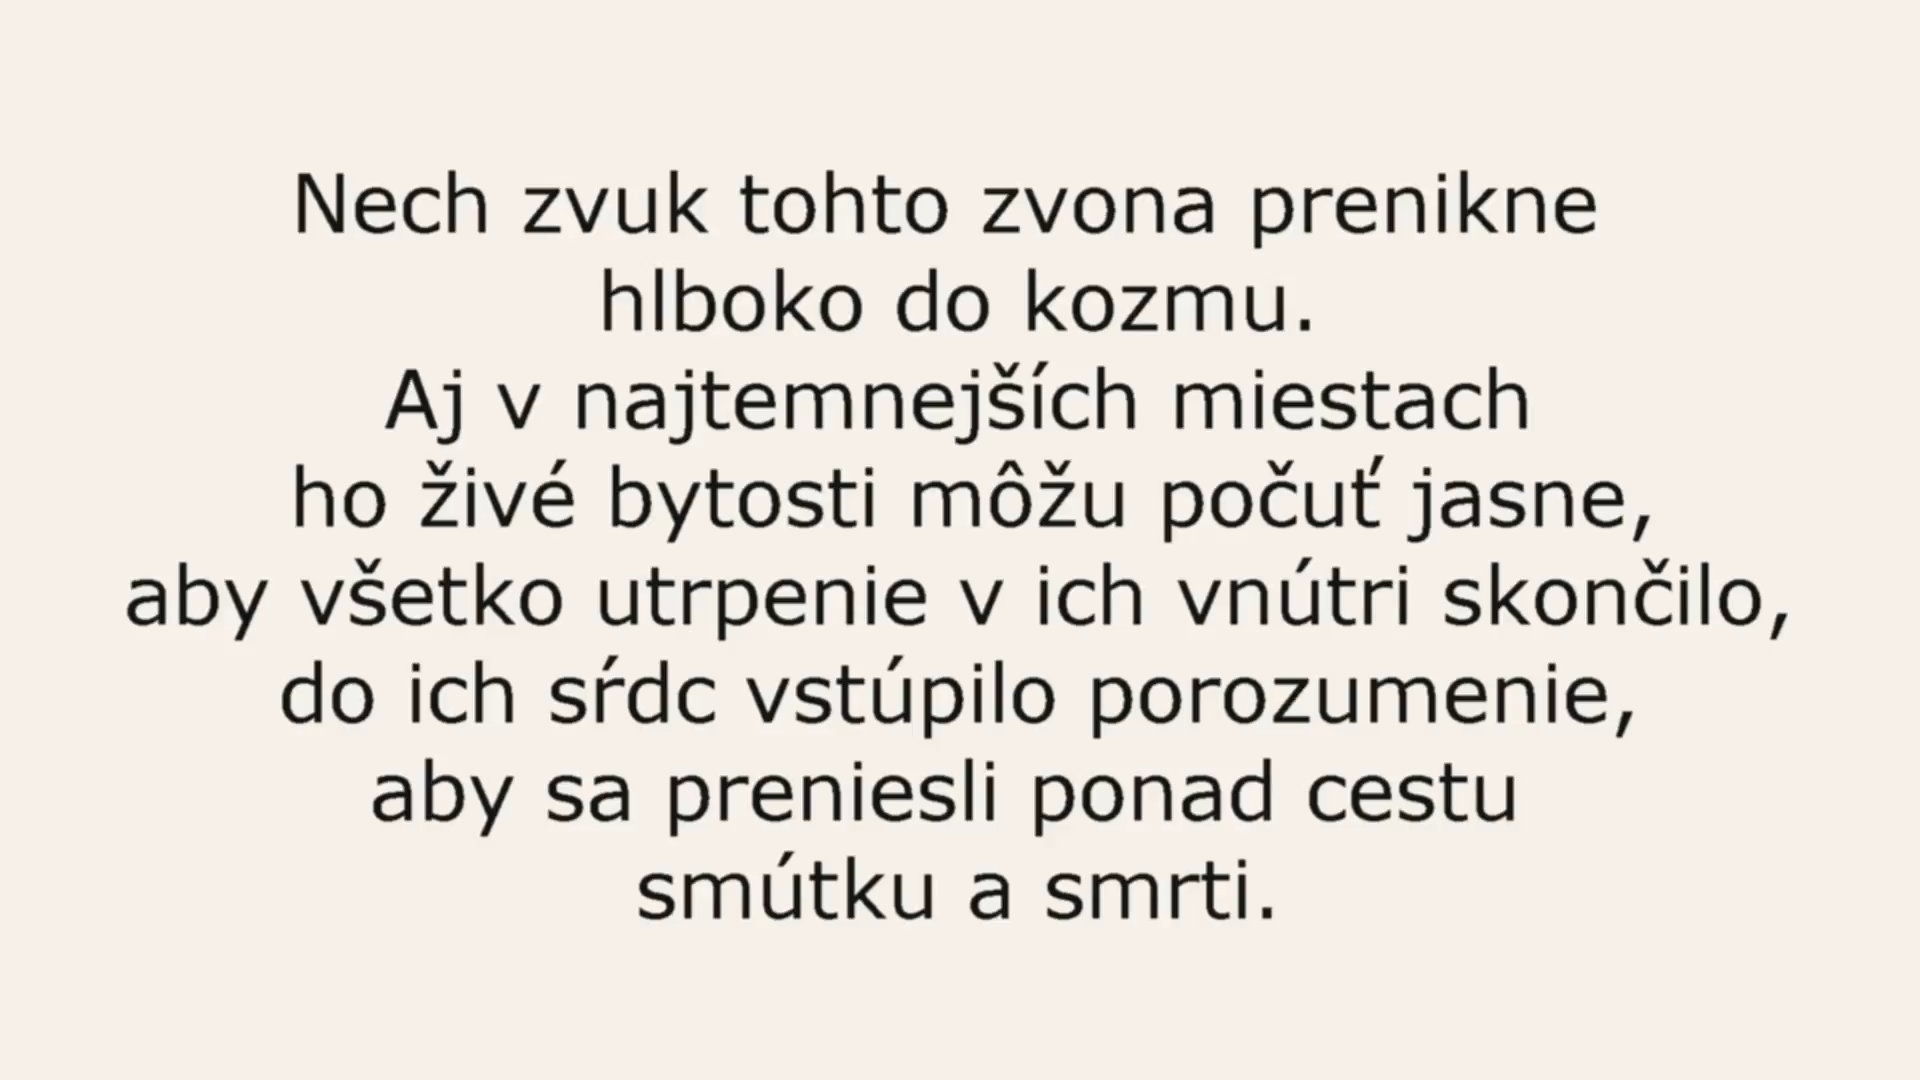 Nech zvuk tohto zvona prenikne
hlboko do kozmu.
Aj v najtemnejších miestach
ho živé bytosti môžu počuť jasne,
aby všetko utrpenie v ich vnútri skončilo,
do ich sŕdc vstúpilo porozumenie,
aby sa preniesli ponad cestu
smútku a smrti.